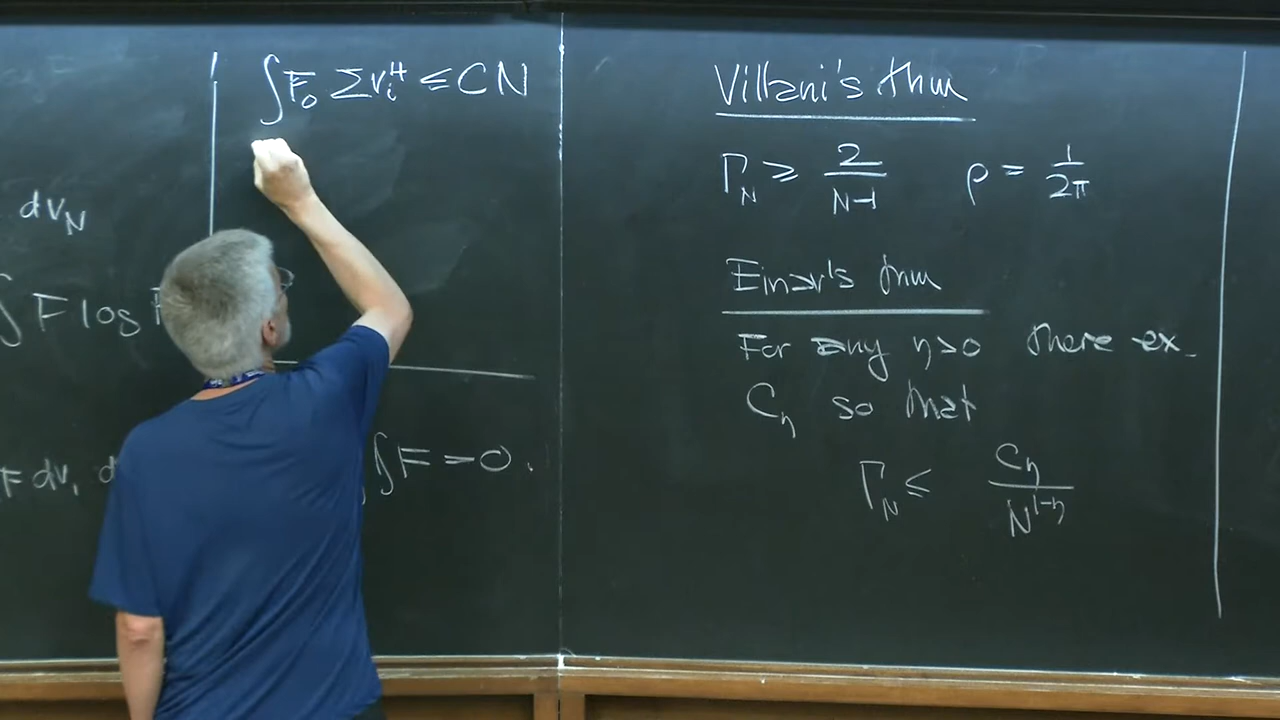 ∫F₀ Σvᵢ⁴ ≤ CN
dv_N
∫ F log F
F dv₁ d
∫F = 0.
Villani's thm
Γ_N ≥ 2/(N-1) ρ = 1/2π
Einar's thm
For any η>0 there ex.
C_η so that
Γ_N ≤ C_η/N^(1-η)